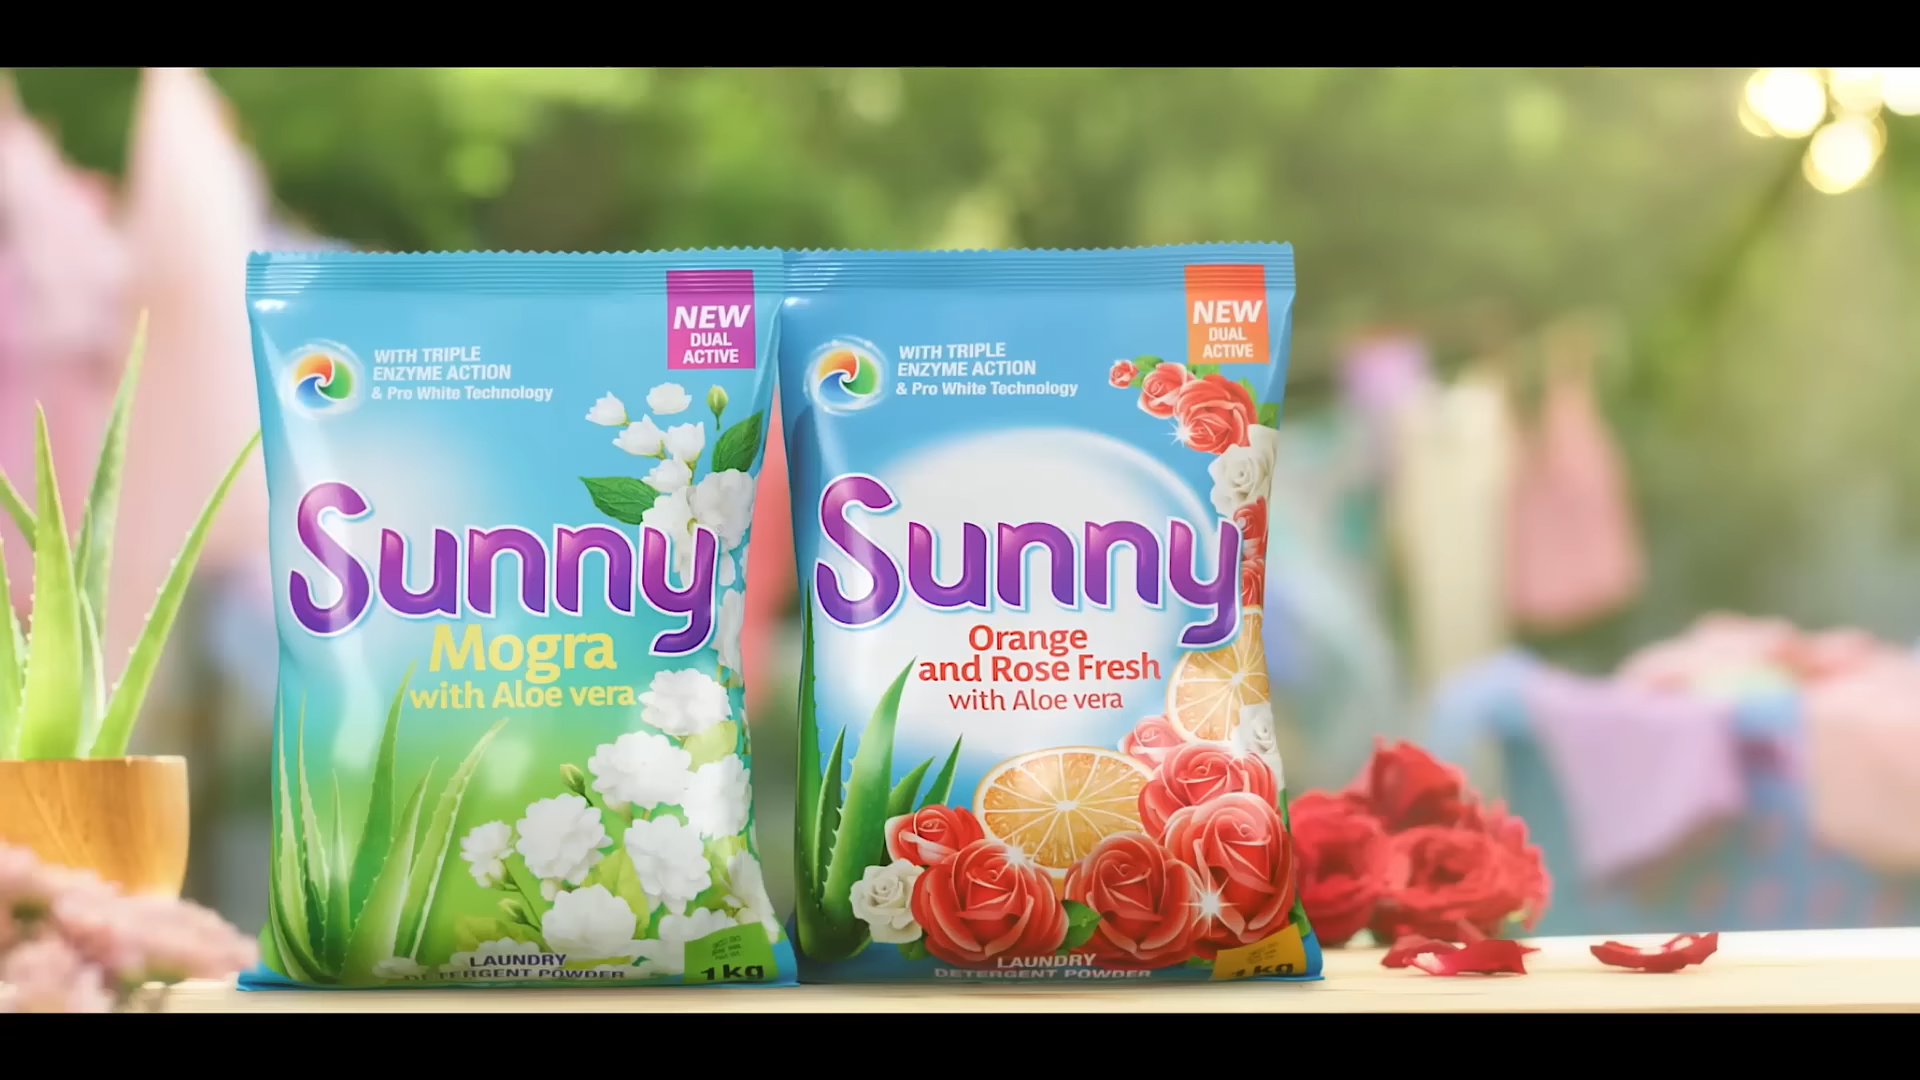 NEW
DUAL
ACTIVE
WITH TRIPLE
ENZYME ACTION
& Pro White Technology
Sunny
Mogra
with Aloe vera
LAUNDRY
DETERGENT POWDER
1kg
NEW
DUAL
ACTIVE
WITH TRIPLE
ENZYME ACTION
& Pro White Technology
Sunny
Orange
and Rose Fresh
with Aloe vera
LAUNDRY
DETERGENT POWDER
1kg